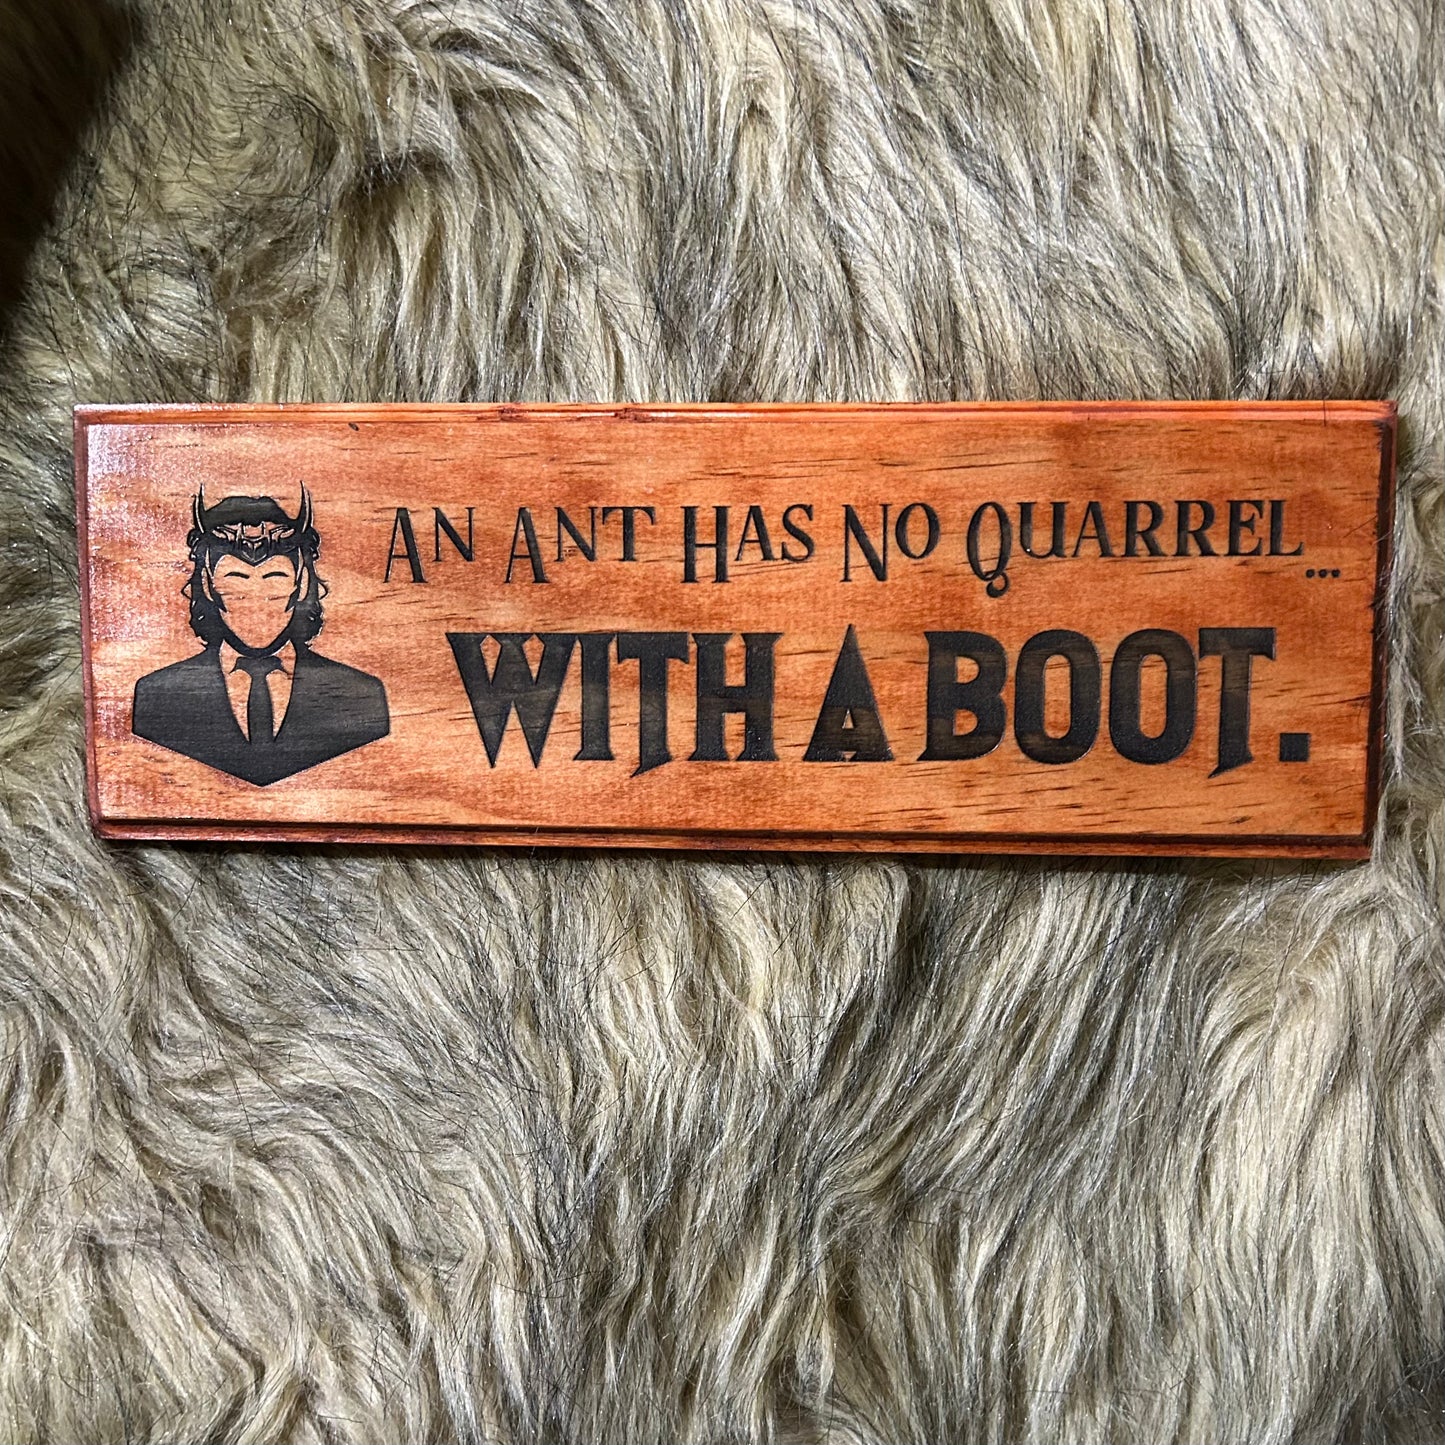 An Ant Has No Quarrel...
WITH A BOOT.